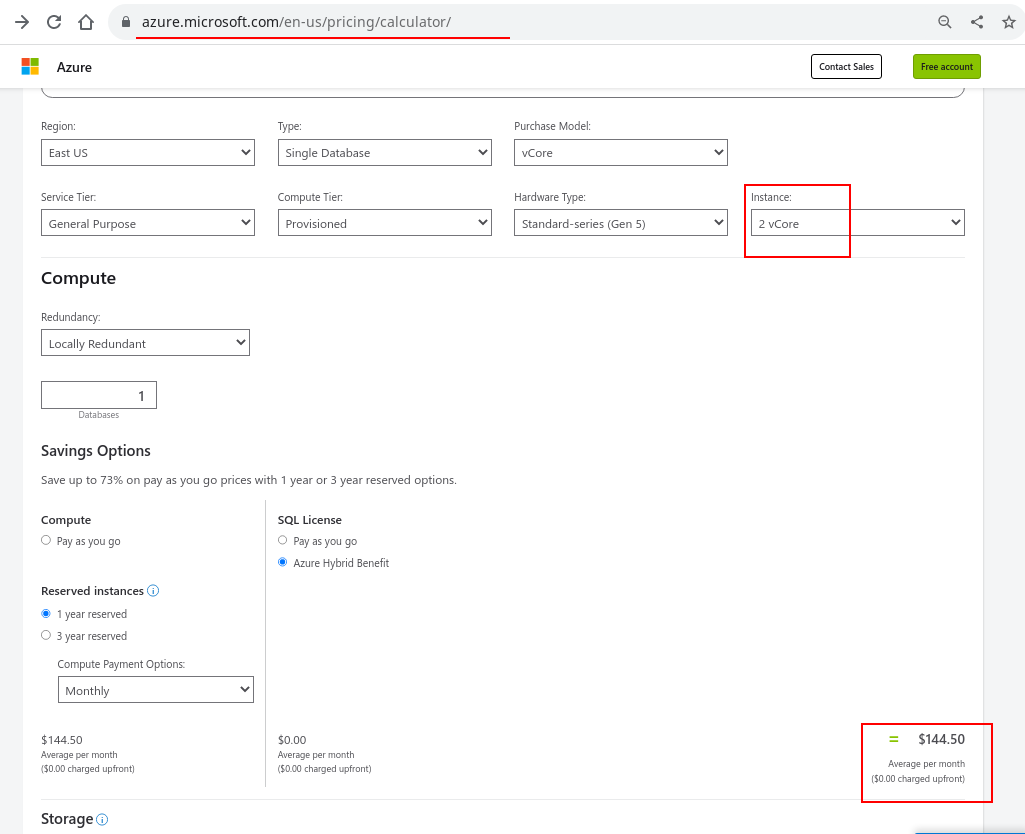 azure.microsoft.com/en-us/pricing/calculator/
Azure
Contact Sales
Free account
Region:
Type:
Purchase Model:
East US
Single Database
vCore
Service Tier:
Compute Tier:
Hardware Type:
Instance:
General Purpose
Provisioned
Standard-series (Gen 5)
2 vCore
Compute
Redundancy:
Locally Redundant
1
Databases
Savings Options
Save up to 73% on pay as you go prices with 1 year or 3 year reserved options.
Compute
Pay as you go
Reserved instances
1 year reserved
3 year reserved
Compute Payment Options:
Monthly
$144.50
Average per month
($0.00 charged upfront)
SQL License
Pay as you go
Azure Hybrid Benefit
$0.00
Average per month
($0.00 charged upfront)
= $144.50
Average per month
($0.00 charged upfront)
Storage